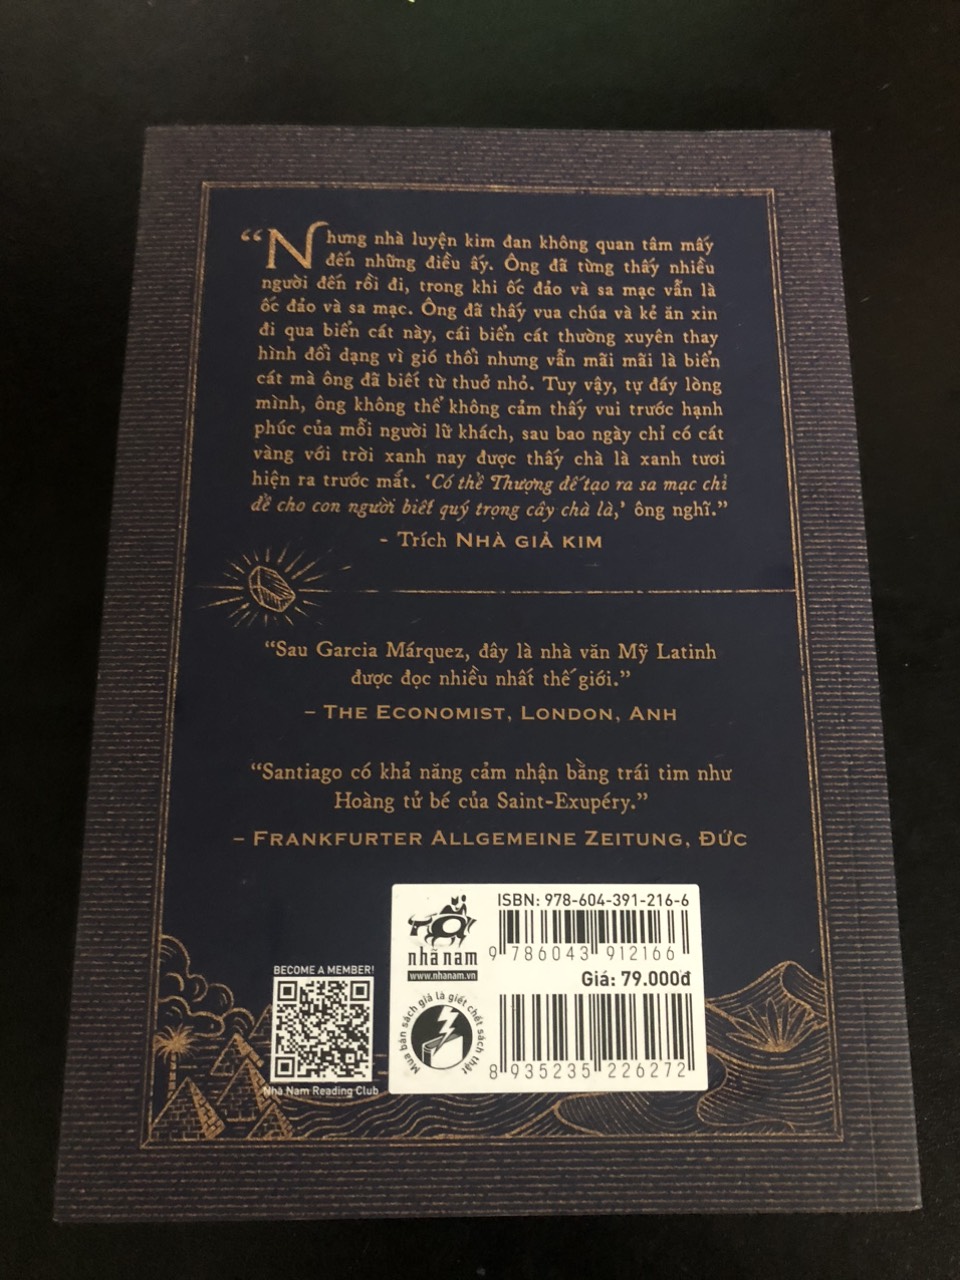 “Nhưng nhà luyện kim đan không quan tâm mấy
đến những điều ấy. Ông đã từng thấy nhiều
người đến rồi đi, trong khi ốc đảo và sa mạc vẫn là
ốc đảo và sa mạc. Ông đã thấy vua chúa và kẻ ăn xin
đi qua biển cát này, cái biển cát thường xuyên thay
hình đổi dạng vì gió thổi nhưng vẫn mãi mãi là biển
cát mà ông đã biết từ thuở nhỏ. Tuy vậy, tự đáy lòng
mình, ông không thể không cảm thấy vui trước hạnh
phúc của mỗi người lữ khách, sau bao ngày chỉ có cát
vàng với trời xanh nay được thấy chà là xanh tươi
hiện ra trước mắt. ‘Có thể Thượng đế tạo ra sa mạc chỉ
để cho con người biết quý trọng cây chà là,’ ông nghĩ.”
- Trích NHÀ GIẢ KIM
“Sau Garcia Márquez, đây là nhà văn Mỹ Latinh
được đọc nhiều nhất thế giới.”
– THE ECONOMIST, LONDON, ANH
“Santiago có khả năng cảm nhận bằng trái tim như
Hoàng tử bé của Saint-Exupéry.”
– FRANKFURTER ALLGEMEINE ZEITUNG, ĐỨC
ISBN: 978-604-391-216-6
9 786043 912166
nhã nam
www.nhanam.vn
Giá: 79.000đ
Mua bán sách giả là giết chết sách thật
8 935235 226272
BECOME A MEMBER!
Nhã Nam Reading Club